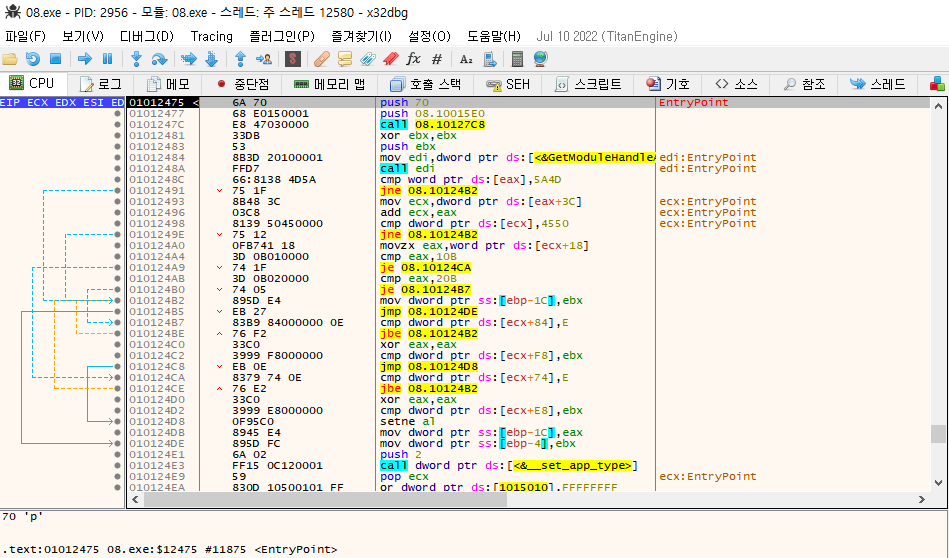 08.exe - PID: 2956 - 모듈: 08.exe - 스레드: 주 스레드 12580 - x32dbg
파일(F) 보기(V) 디버그(D) Tracing 플러그인(P) 즐겨찾기(I) 설정(O) 도움말(H) Jul 10 2022 (TitanEngine)
CPU 로그 메모 중단점 메모리 맵 호출 스택 SEH 스크립트 기호 소스 참조 스레드
EIP ECX EDX ESI ED 01012475 < 6A 70 push 70 EntryPoint
01012477 68 E0150001 push 08.10015E0
0101247C E8 47030000 call 08.10127C8
01012481 33DB xor ebx,ebx
01012483 53 push ebx
01012484 8B3D 20100001 mov edi,dword ptr ds:[<&GetModuleHandleA edi:EntryPoint
0101248A FFD7 call edi edi:EntryPoint
0101248C 66:8138 4D5A cmp word ptr ds:[eax],5A4D
01012491 75 1F jne 08.10124B2
01012493 8B48 3C mov ecx,dword ptr ds:[eax+3C] ecx:EntryPoint
01012496 03C8 add ecx,eax ecx:EntryPoint
01012498 8139 50450000 cmp dword ptr ds:[ecx],4550 ecx:EntryPoint
0101249E 75 12 jne 08.10124B2
010124A0 0FB741 18 movzx eax,word ptr ds:[ecx+18]
010124A4 3D 0B010000 cmp eax,10B
010124A9 74 1F je 08.10124CA
010124AB 3D 0B020000 cmp eax,20B
010124B0 74 05 je 08.10124B7
010124B2 895D E4 mov dword ptr ss:[ebp-1C],ebx
010124B5 EB 27 jmp 08.10124DE
010124B7 83B9 84000000 0E cmp dword ptr ds:[ecx+84],E
010124BE 76 F2 jbe 08.10124B2
010124C0 33C0 xor eax,eax
010124C2 3999 F8000000 cmp dword ptr ds:[ecx+F8],ebx
010124C8 EB 0E jmp 08.10124D8
010124CA 8379 74 0E cmp dword ptr ds:[ecx+74],E
010124CE 76 E2 jbe 08.10124B2
010124D0 33C0 xor eax,eax
010124D2 3999 E8000000 cmp dword ptr ds:[ecx+E8],ebx
010124D8 0F95C0 setne al
010124DB 8945 E4 mov dword ptr ss:[ebp-1C],eax
010124DE 895D FC mov dword ptr ss:[ebp-4],ebx
010124E1 6A 02 push 2
010124E3 FF15 0C120001 call dword ptr ds:[<&__set_app_type>]
010124E9 59 pop ecx ecx:EntryPoint
010124EA 830D 10500101 FF or dword ptr ds:[1015010],FFFFFFFF
70 'p'
.text:01012475 08.exe:$12475 #11875 <EntryPoint>